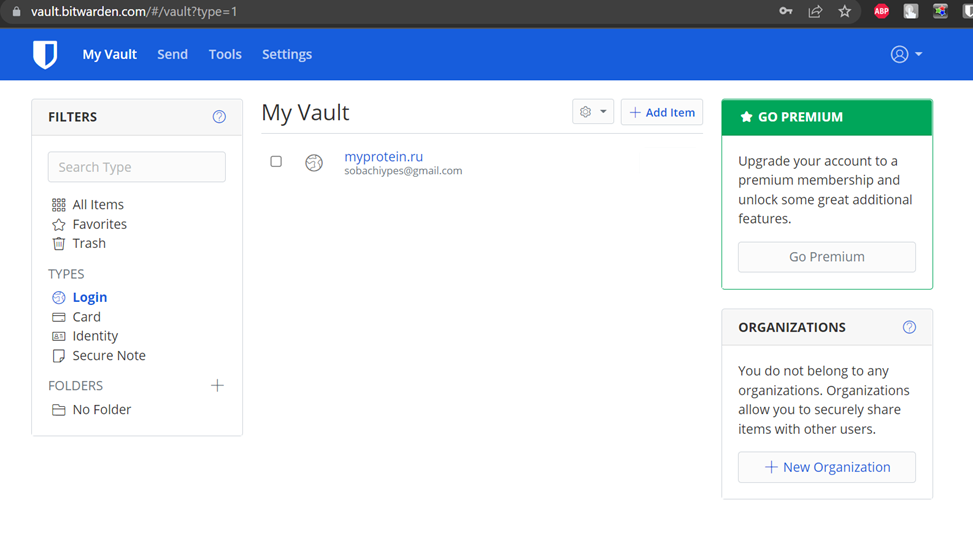 vault.bitwarden.com/#/vault?type=1
ABP
My Vault Send Tools Settings
FILTERS
Search Type
All Items
Favorites
Trash
TYPES
Login
Card
Identity
Secure Note
FOLDERS
No Folder
My Vault
Add Item
myprotein.ru
sobachiypes@gmail.com
GO PREMIUM
Upgrade your account to a
premium membership and
unlock some great additional
features.
Go Premium
ORGANIZATIONS
You do not belong to any
organizations. Organizations
allow you to securely share
items with other users.
New Organization